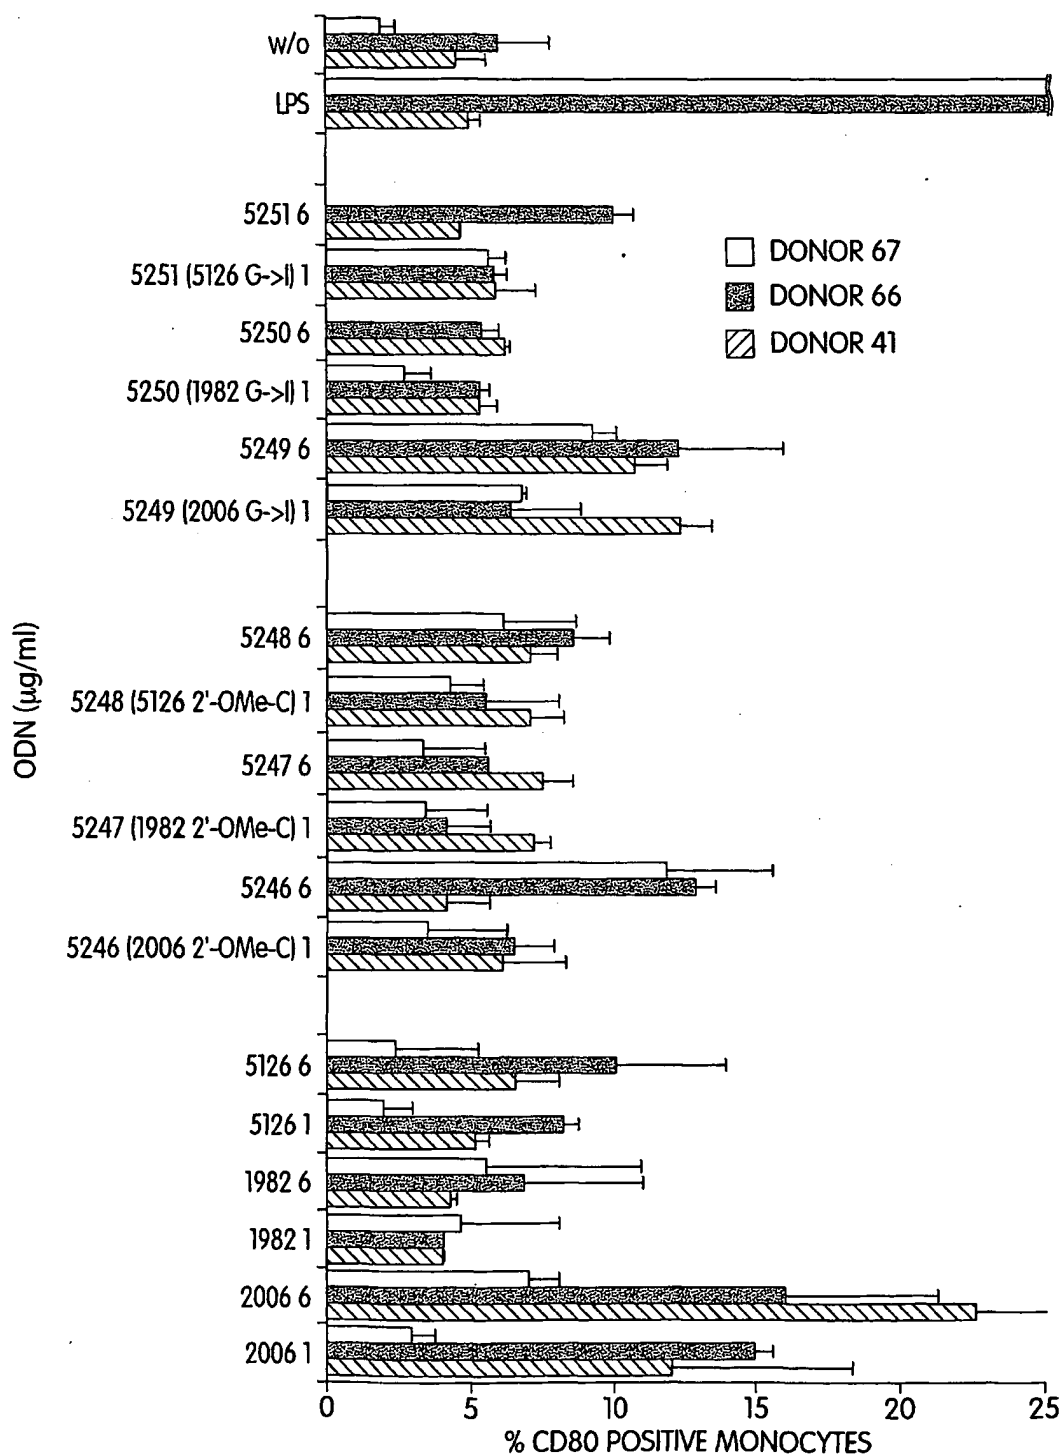 w/o
LPS
5251 6
5251 (5126 G->I) 1
5250 6
5250 (1982 G->I) 1
5249 6
5249 (2006 G->I) 1
DONOR 67
DONOR 66
DONOR 41
ODN (µg/ml)
5248 6
5248 (5126 2'-OMe-C) 1
5247 6
5247 (1982 2'-OMe-C) 1
5246 6
5246 (2006 2'-OMe-C) 1
5126 6
5126 1
1982 6
1982 1
2006 6
2006 1
0 5 10 15 20 25
% CD80 POSITIVE MONOCYTES